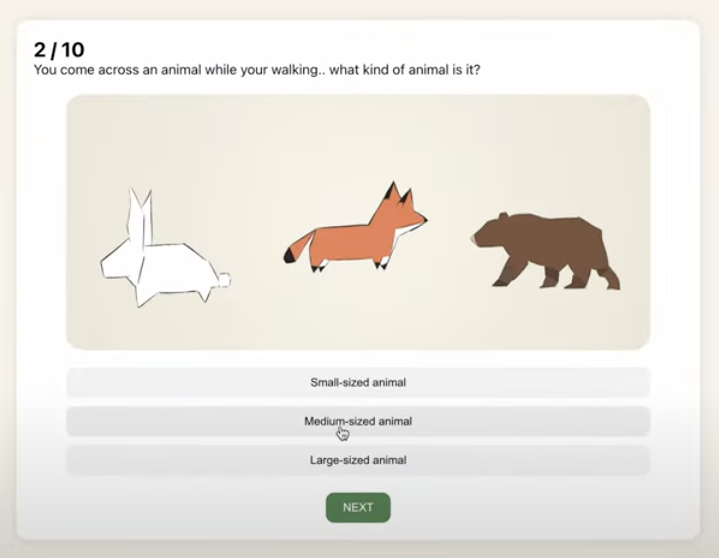 2 / 10
You come across an animal while your walking.. what kind of animal is it?
Small-sized animal
Medium-sized animal
Large-sized animal
NEXT